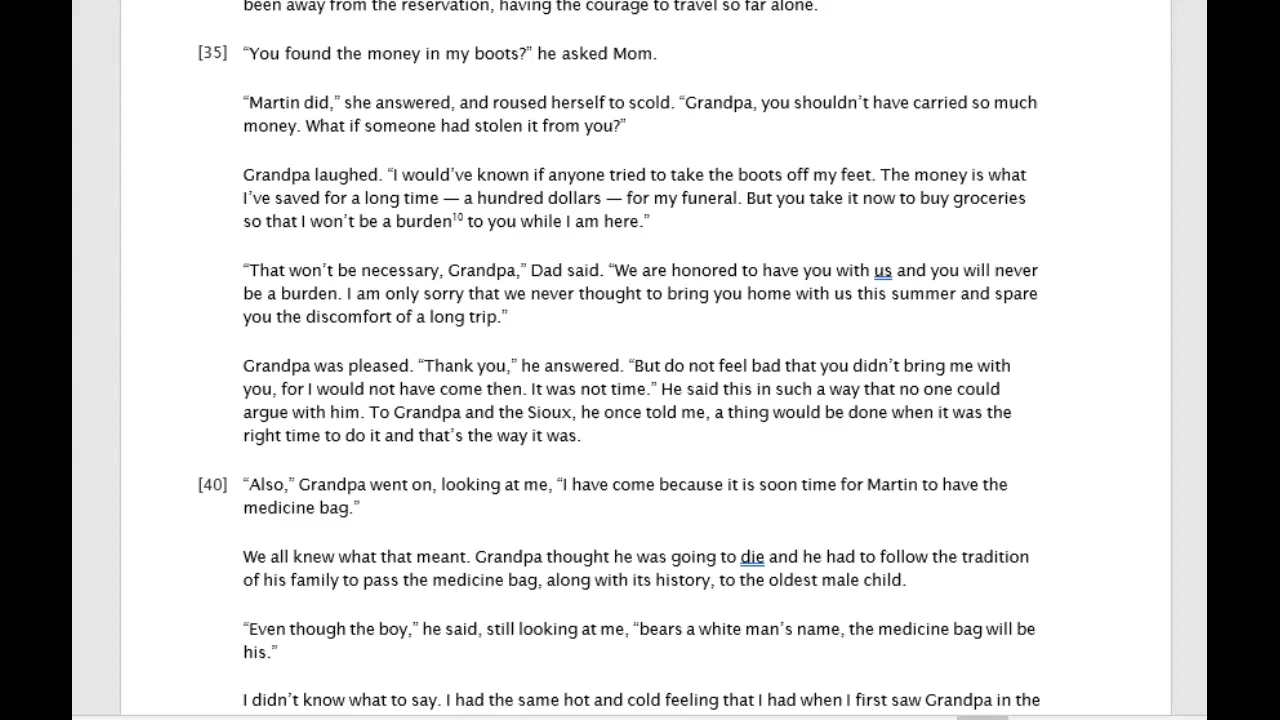 been away from the reservation, having the courage to travel so far alone.
[35] “You found the money in my boots?” he asked Mom.
“Martin did,” she answered, and roused herself to scold. “Grandpa, you shouldn’t have carried so much
money. What if someone had stolen it from you?”
Grandpa laughed. “I would’ve known if anyone tried to take the boots off my feet. The money is what
I’ve saved for a long time — a hundred dollars — for my funeral. But you take it now to buy groceries
so that I won’t be a burden10 to you while I am here.”
“That won’t be necessary, Grandpa,” Dad said. “We are honored to have you with us and you will never
be a burden. I am only sorry that we never thought to bring you home with us this summer and spare
you the discomfort of a long trip.”
Grandpa was pleased. “Thank you,” he answered. “But do not feel bad that you didn’t bring me with
you, for I would not have come then. It was not time.” He said this in such a way that no one could
argue with him. To Grandpa and the Sioux, he once told me, a thing would be done when it was the
right time to do it and that’s the way it was.
[40] “Also,” Grandpa went on, looking at me, “I have come because it is soon time for Martin to have the
medicine bag.”
We all knew what that meant. Grandpa thought he was going to die and he had to follow the tradition
of his family to pass the medicine bag, along with its history, to the oldest male child.
“Even though the boy,” he said, still looking at me, “bears a white man’s name, the medicine bag will be
his.”
I didn’t know what to say. I had the same hot and cold feeling that I had when I first saw Grandpa in the